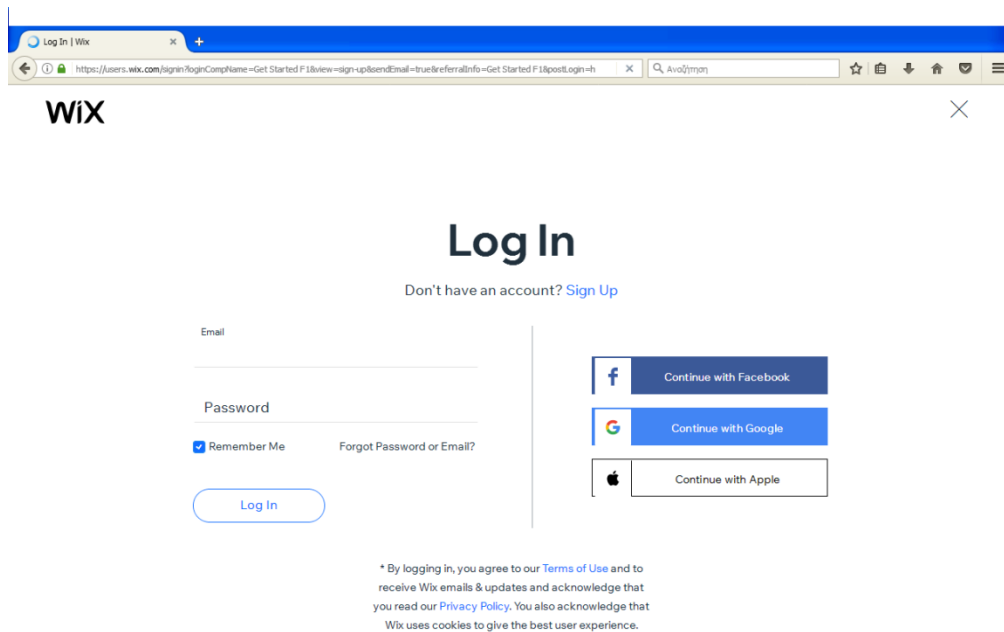 Log In | Wix
https://users.wix.com/signin?loginCompName=Get Started F1&view=sign-up&sendEmail=true&referralInfo=Get Started F1&postLogin=h
Αναζήτηση
WiX
Log In
Don't have an account? Sign Up
Email
Password
Remember Me
Forgot Password or Email?
Log In
Continue with Facebook
Continue with Google
Continue with Apple
* By logging in, you agree to our Terms of Use and to
receive Wix emails & updates and acknowledge that
you read our Privacy Policy. You also acknowledge that
Wix uses cookies to give the best user experience.